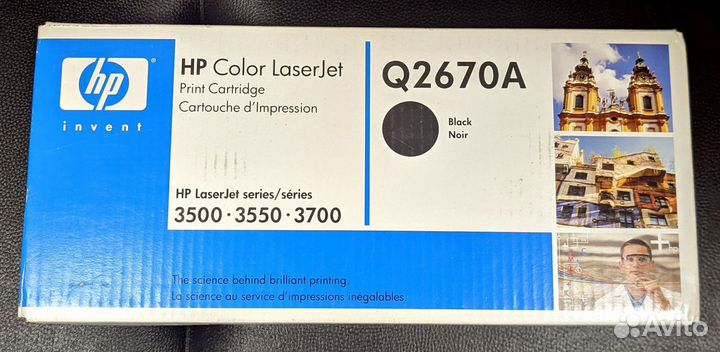 hp
invent
HP Color LaserJet
Print Cartridge
Cartouche d'Impression
HP LaserJet series/séries
3500 · 3550 · 3700
Q2670A
Black
Noir
The science behind brilliant printing.
La science au service d'impressions inégalables.
Avito